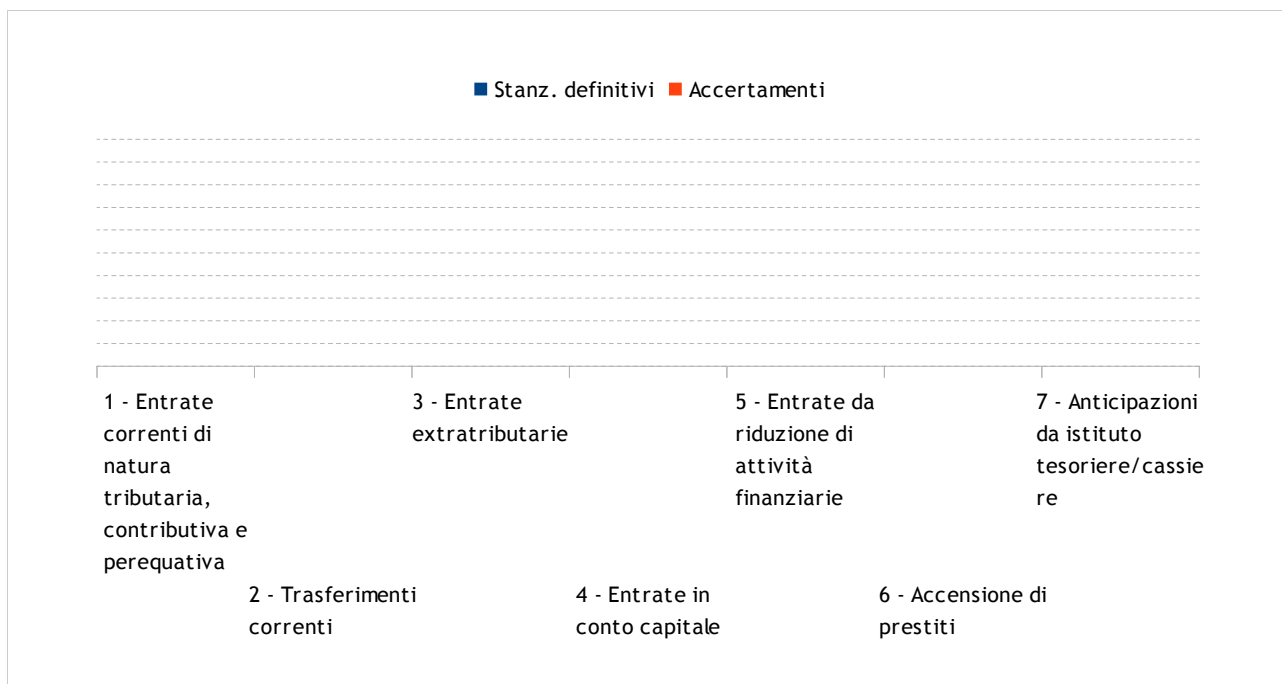 Stanz. definitivi Accertamenti
1 - Entrate
correnti di
natura
tributaria,
contributiva e
perequativa
2 - Trasferimenti
correnti
3 - Entrate
extratributarie
4 - Entrate in
conto capitale
5 - Entrate da
riduzione di
attività
finanziarie
6 - Accensione di
prestiti
7 - Anticipazioni
da istituto
tesoriere/cassie
re